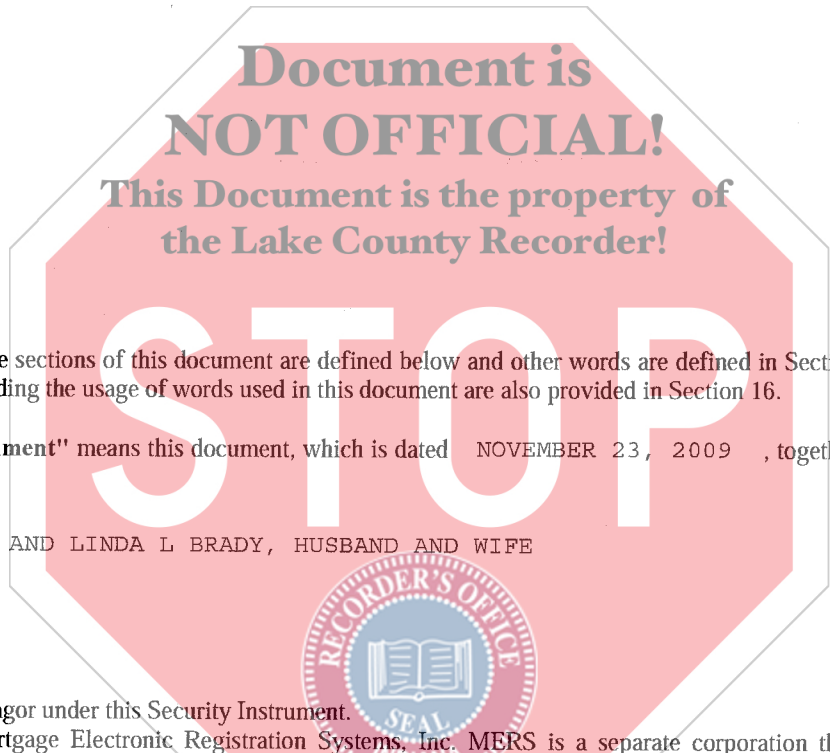 Document is
NOT OFFICIAL!
This Document is the property of
the Lake County Recorder!
STOP
e sections of this document are defined below and other words are defined in Secti
ding the usage of words used in this document are also provided in Section 16.
ment" means this document, which is dated NOVEMBER 23, 2009 , togeth
AND LINDA L BRADY, HUSBAND AND WIFE
RECORDER'S OFFICE
SEAL
agor under this Security Instrument.
rtgage Electronic Registration Systems, Inc. MERS is a separate corporation th